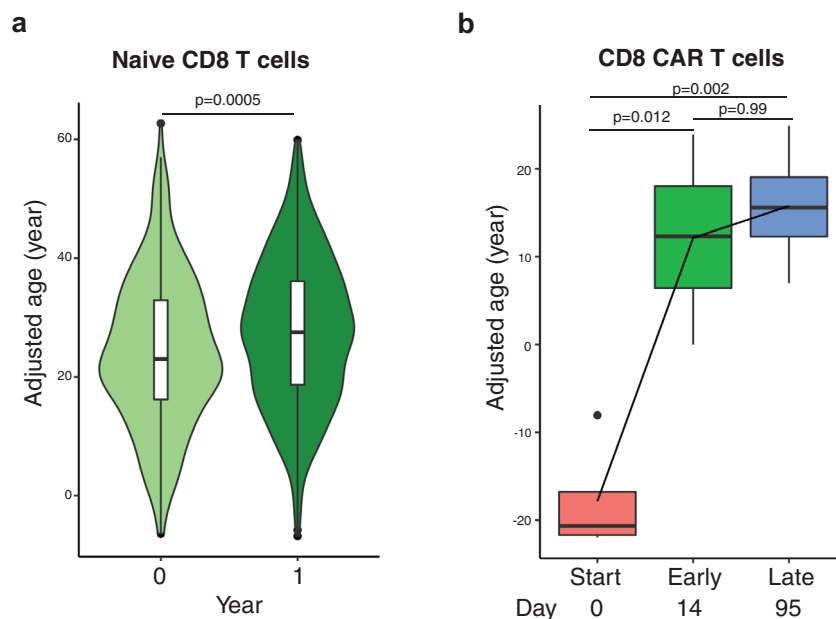 a
Naive CD8 T cells
p=0.0005
60
40
20
0
Adjusted age (year)
0 1
Year
b
CD8 CAR T cells
p=0.002
p=0.012 p=0.99
20
10
0
-10
-20
Adjusted age (year)
Start Early Late
Day 0 14 95